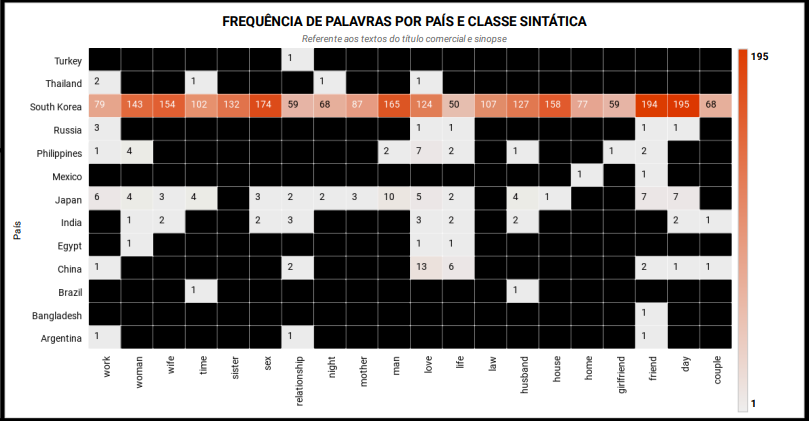 FREQUÊNCIA DE PALAVRAS POR PAÍS E CLASSE SINTÁTICA
Referente aos textos do título comercial e sinopse
195
Turkey 1
Thailand 2 1 1 1
South Korea 79 143 154 102 132 174 59 68 87 165 124 50 107 127 158 77 59 194 195 68
Russia 3 1 1 1 1
Philippines 1 4 2 7 2 1 1 2
Mexico 1 1
Japan 6 4 3 4 3 2 2 3 10 5 2 4 1 7 7
India 1 2 2 3 3 2 2 2 1
Egypt 1 1 1
China 1 2 13 6 2 1 1
Brazil 1 1
Bangladesh 1
Argentina 1 1 1
País
work woman wife time sister sex relationship night mother man love life law husband house home girlfriend friend day couple
1